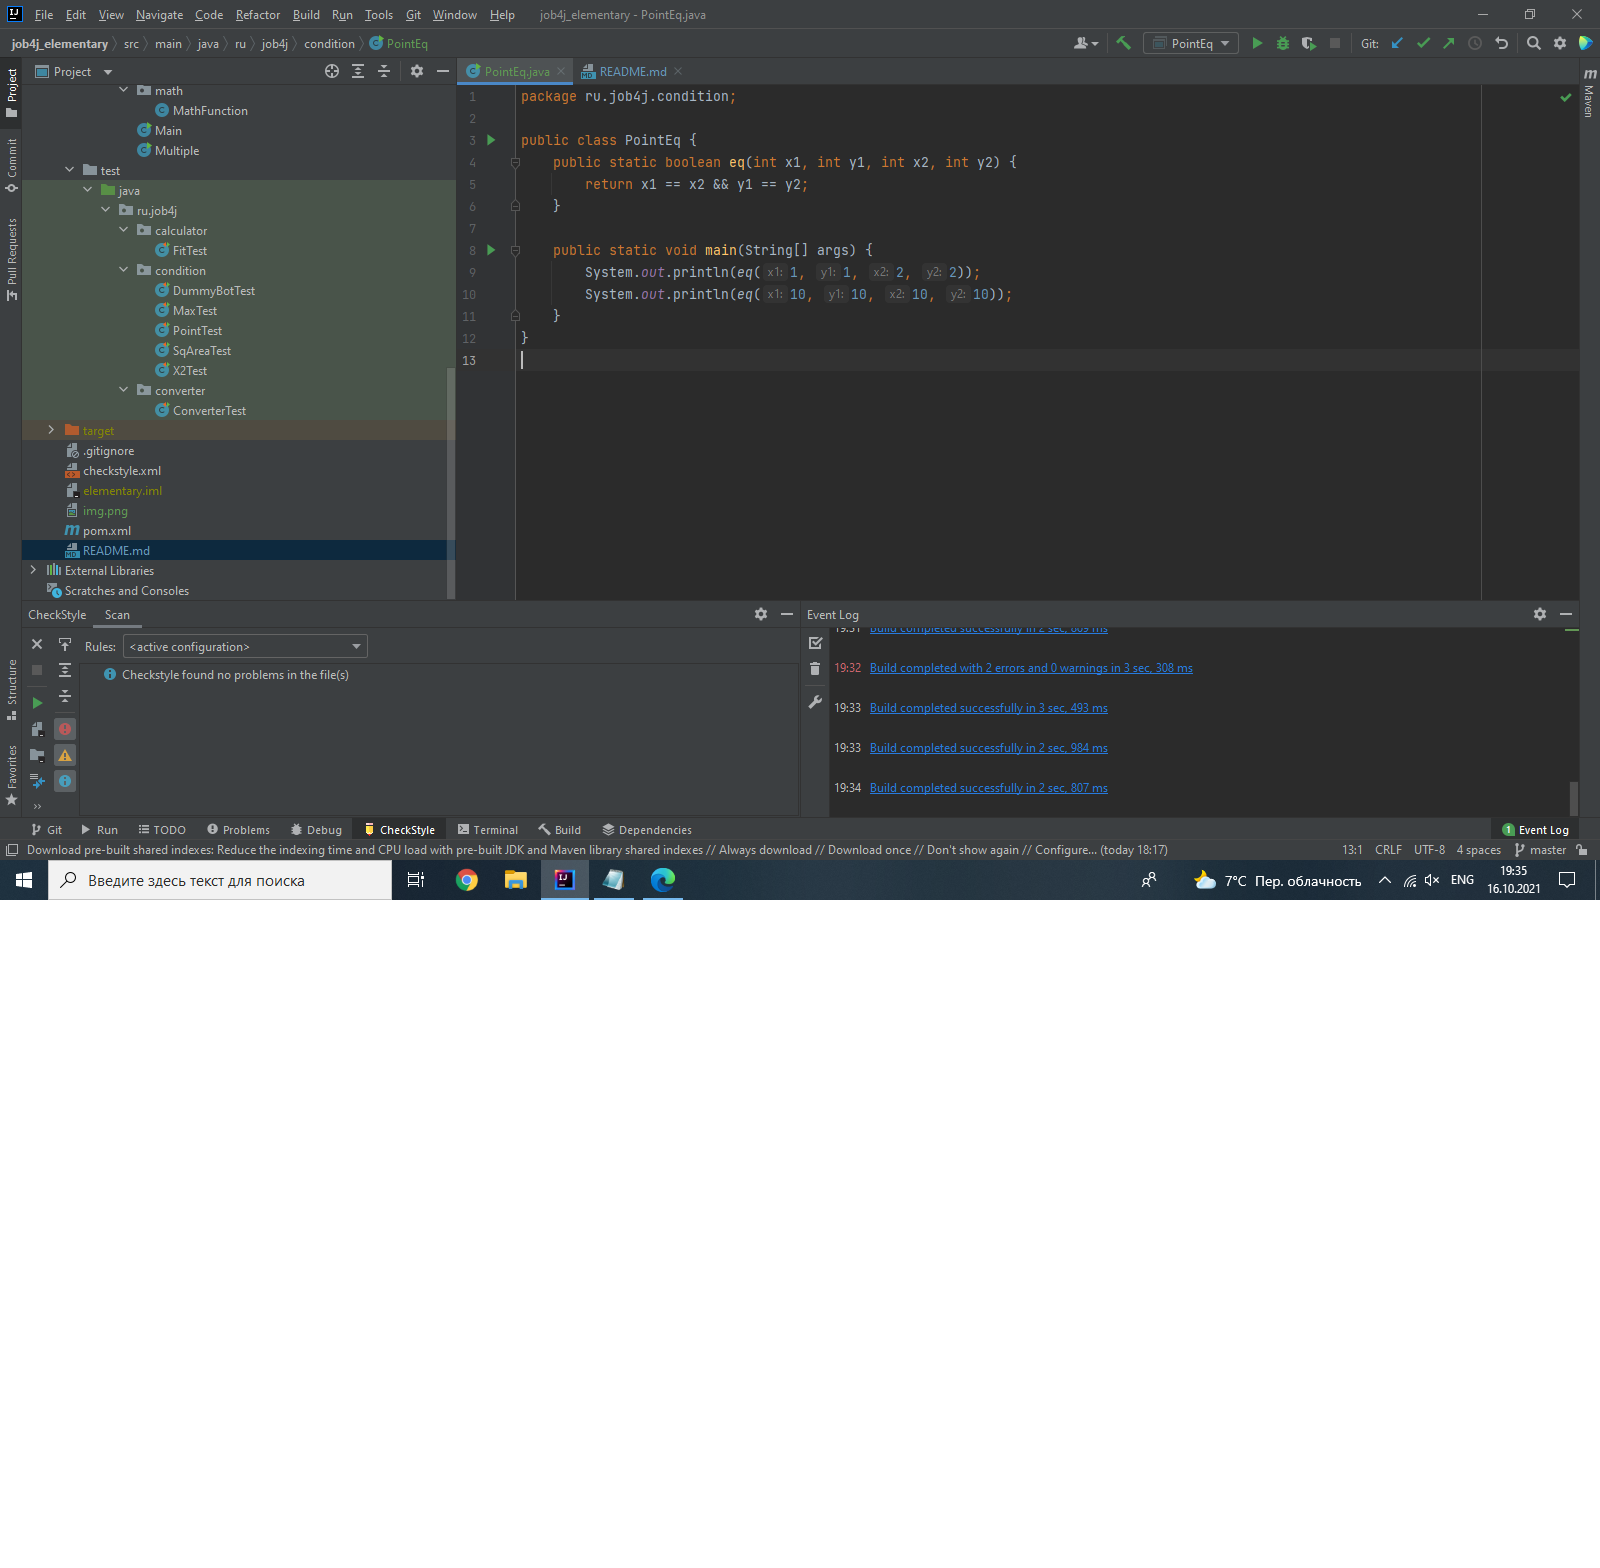 File Edit View Navigate Code Refactor Build Run Tools Git Window Help job4j_elementary - PointEq.java
job4j_elementary src main java ru job4j condition PointEq
PointEq Git:
Project
PointEq.java README.md
Project
Commit
Pull Requests
Structure
Favorites
Maven
math
MathFunction
Main
Multiple
test
java
ru.job4j
calculator
FitTest
condition
DummyBotTest
MaxTest
PointTest
SqAreaTest
X2Test
converter
ConverterTest
target
.gitignore
checkstyle.xml
elementary.iml
img.png
pom.xml
README.md
External Libraries
Scratches and Consoles
1 package ru.job4j.condition;
2
3 public class PointEq {
4 public static boolean eq(int x1, int y1, int x2, int y2) {
5 return x1 == x2 && y1 == y2;
6 }
7
8 public static void main(String[] args) {
9 System.out.println(eq( x1: 1, y1: 1, x2: 2, y2: 2));
10 System.out.println(eq( x1: 10, y1: 10, x2: 10, y2: 10));
11 }
12 }
13
CheckStyle Scan
Rules: <active configuration>
Checkstyle found no problems in the file(s)
Event Log
19:31 Build completed successfully in 2 sec, 809 ms
19:32 Build completed with 2 errors and 0 warnings in 3 sec, 308 ms
19:33 Build completed successfully in 3 sec, 493 ms
19:33 Build completed successfully in 2 sec, 984 ms
19:34 Build completed successfully in 2 sec, 807 ms
Git Run TODO Problems Debug CheckStyle Terminal Build Dependencies 1 Event Log
Download pre-built shared indexes: Reduce the indexing time and CPU load with pre-built JDK and Maven library shared indexes // Always download // Download once // Don't show again // Configure... (today 18:17) 13:1 CRLF UTF-8 4 spaces master
Введите здесь текст для поиска
7°C Пер. облачность ENG
19:35
16.10.2021